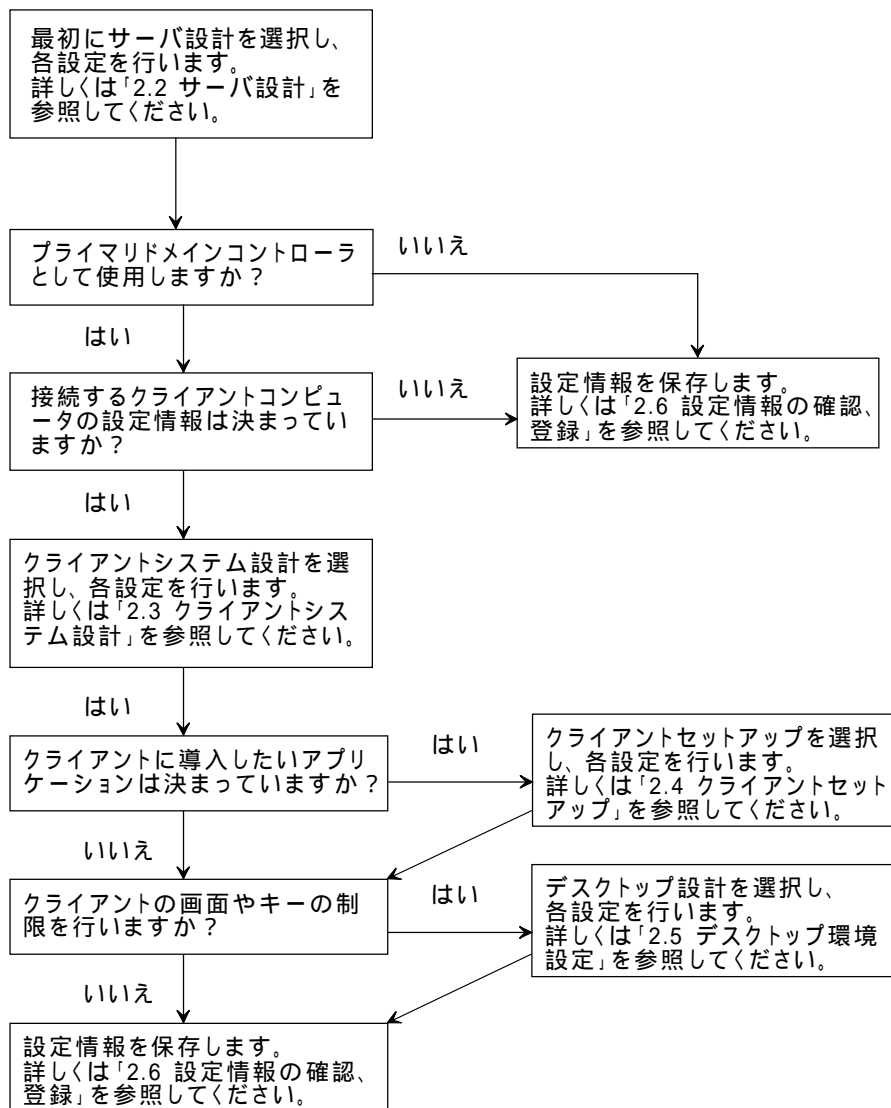 最初にサーバ設計を選択し、
各設定を行います。
詳しくは「2.2 サーバ設計」を
参照してください。
プライマリドメインコントローラ
として使用しますか？
いいえ
はい
接続するクライアントコンピュ
ータの設定情報は決まってい
ますか？
いいえ
設定情報を保存します。
詳しくは「2.6 設定情報の確認、
登録」を参照してください。
はい
クライアントシステム設計を選
択し、各設定を行います。
詳しくは「2.3 クライアントシス
テム設計」を参照してください。
はい
クライアントに導入したいアプリ
ケーションは決まっていますか？
はい
クライアントセットアップを選択
し、各設定を行います。
詳しくは「2.4 クライアントセット
アップ」を参照してください。
いいえ
クライアントの画面やキーの制
限を行いますか？
はい
デスクトップ設計を選択し、
各設定を行います。
詳しくは「2.5 デスクトップ環境
設定」を参照してください。
いいえ
設定情報を保存します。
詳しくは「2.6 設定情報の確認、
登録」を参照してください。